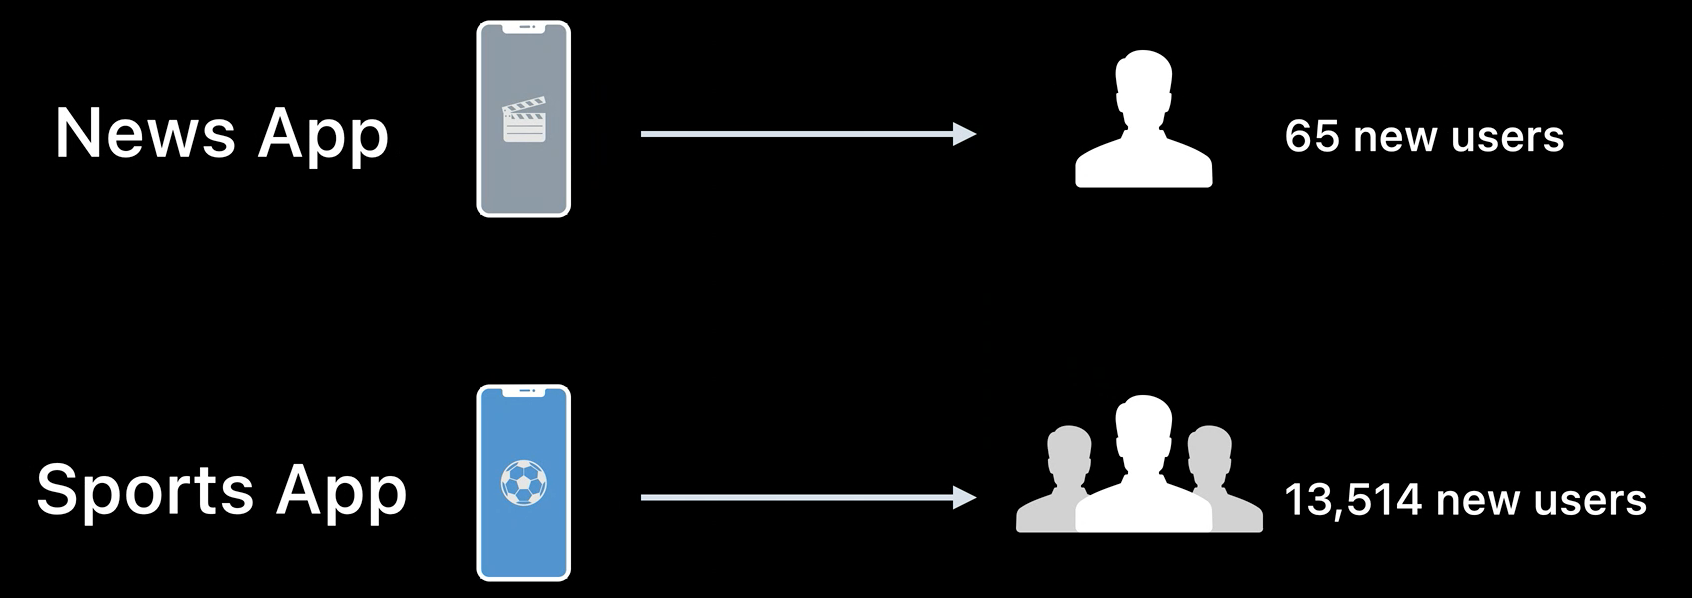 News App
65 new users
Sports App
13,514 new users